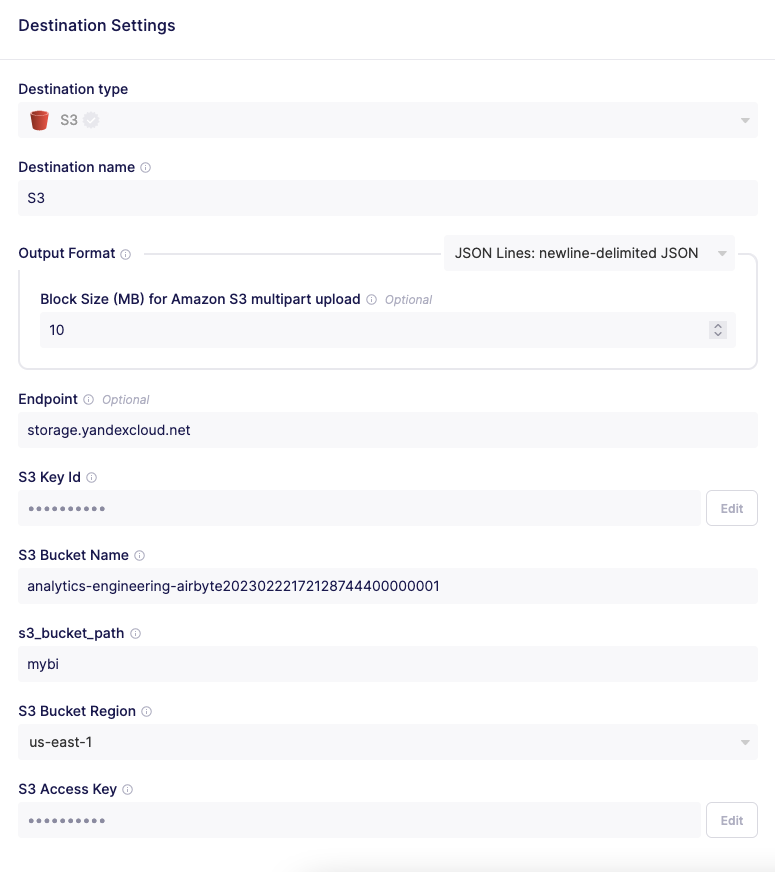 Destination Settings
Destination type
S3
Destination name
S3
Output Format
JSON Lines: newline-delimited JSON
Block Size (MB) for Amazon S3 multipart upload Optional
10
Endpoint Optional
storage.yandexcloud.net
S3 Key Id
•••••••••• Edit
S3 Bucket Name
analytics-engineering-airbyte20230222172128744400000001
s3_bucket_path
mybi
S3 Bucket Region
us-east-1
S3 Access Key
•••••••••• Edit